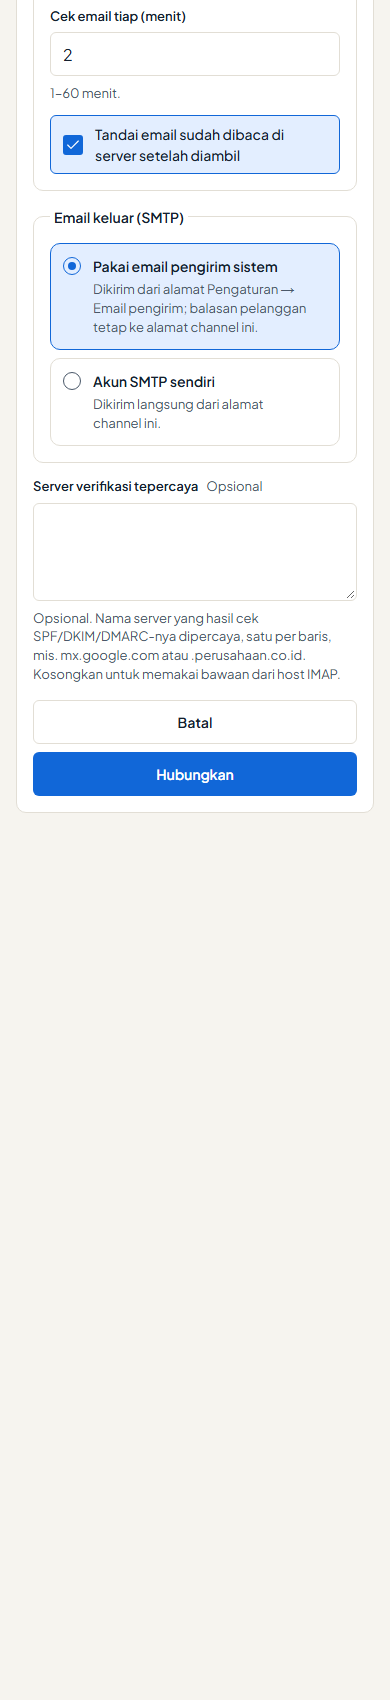 Cek email tiap (menit)
2
1–60 menit.
Tandai email sudah dibaca di
server setelah diambil
Email keluar (SMTP)
Pakai email pengirim sistem
Dikirim dari alamat Pengaturan →
Email pengirim; balasan pelanggan
tetap ke alamat channel ini.
Akun SMTP sendiri
Dikirim langsung dari alamat
channel ini.
Server verifikasi tepercaya Opsional
Opsional. Nama server yang hasil cek
SPF/DKIM/DMARC-nya dipercaya, satu per baris,
mis. mx.google.com atau .perusahaan.co.id.
Kosongkan untuk memakai bawaan dari host IMAP.
Batal
Hubungkan